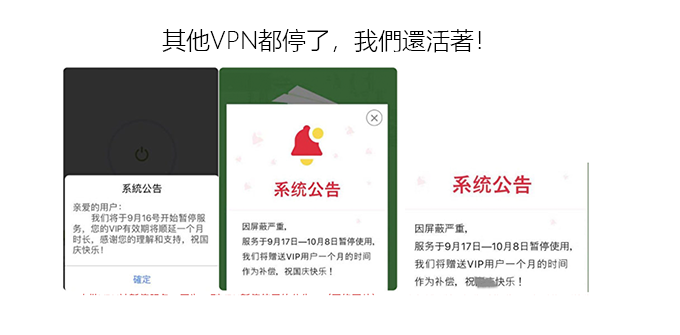 其他VPN都停了，我們還活著！
系统公告
亲爱的用户：
我们将于9月16号开始暂停服
务，您的VIP有效期将顺延一个月
时长，感谢您的理解和支持，祝国
庆快乐！
確定
系统公告
因屏蔽严重，
服务于9月17日—10月8日暂停使用，
我们将赠送VIP用户一个月的时间
作为补偿，祝国庆快乐！
系统公告
因屏蔽严重，
服务于9月17日—10月8日暂停使用，
我们将赠送VIP用户一个月的时间
作为补偿，祝
快乐！